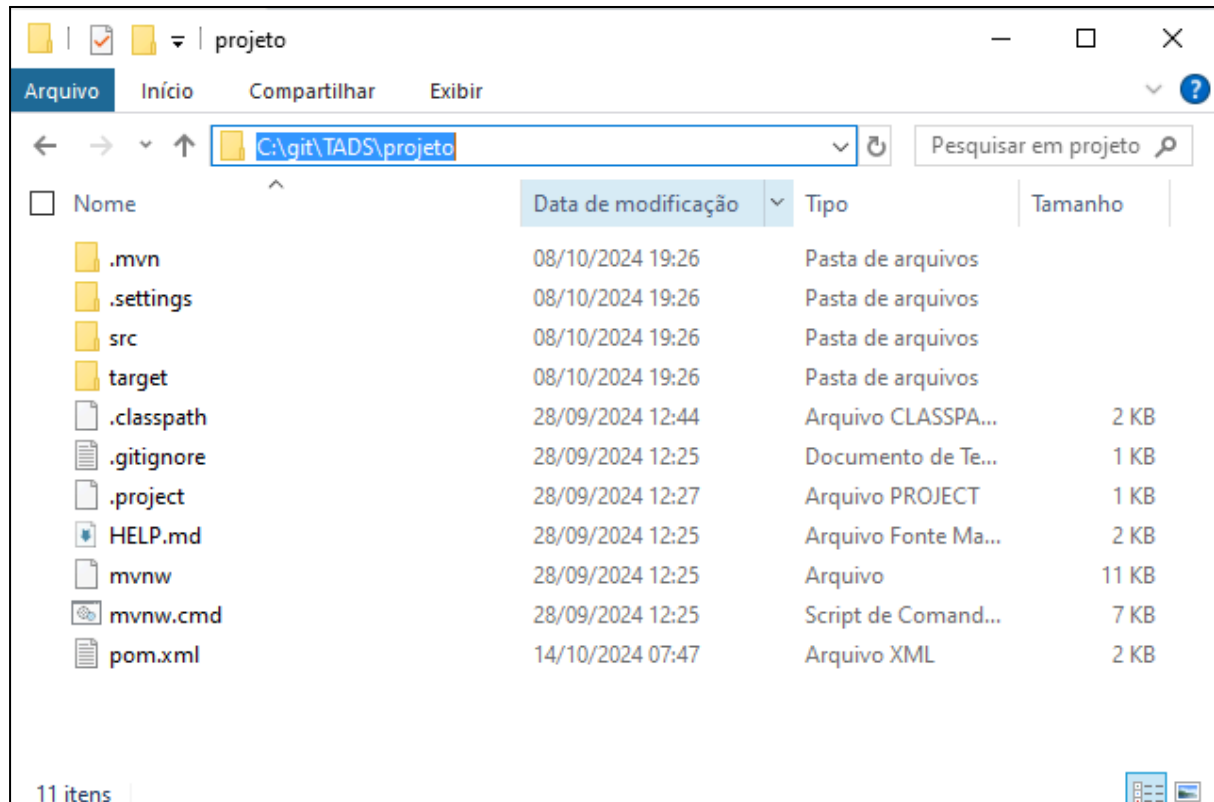 projeto
Arquivo Início Compartilhar Exibir ?
C:\git\TADS\projeto Pesquisar em projeto
Nome Data de modificação Tipo Tamanho
.mvn 08/10/2024 19:26 Pasta de arquivos
.settings 08/10/2024 19:26 Pasta de arquivos
src 08/10/2024 19:26 Pasta de arquivos
target 08/10/2024 19:26 Pasta de arquivos
.classpath 28/09/2024 12:44 Arquivo CLASSPA... 2 KB
.gitignore 28/09/2024 12:25 Documento de Te... 1 KB
.project 28/09/2024 12:27 Arquivo PROJECT 1 KB
HELP.md 28/09/2024 12:25 Arquivo Fonte Ma... 2 KB
mvnw 28/09/2024 12:25 Arquivo 11 KB
mvnw.cmd 28/09/2024 12:25 Script de Comand... 7 KB
pom.xml 14/10/2024 07:47 Arquivo XML 2 KB
11 itens